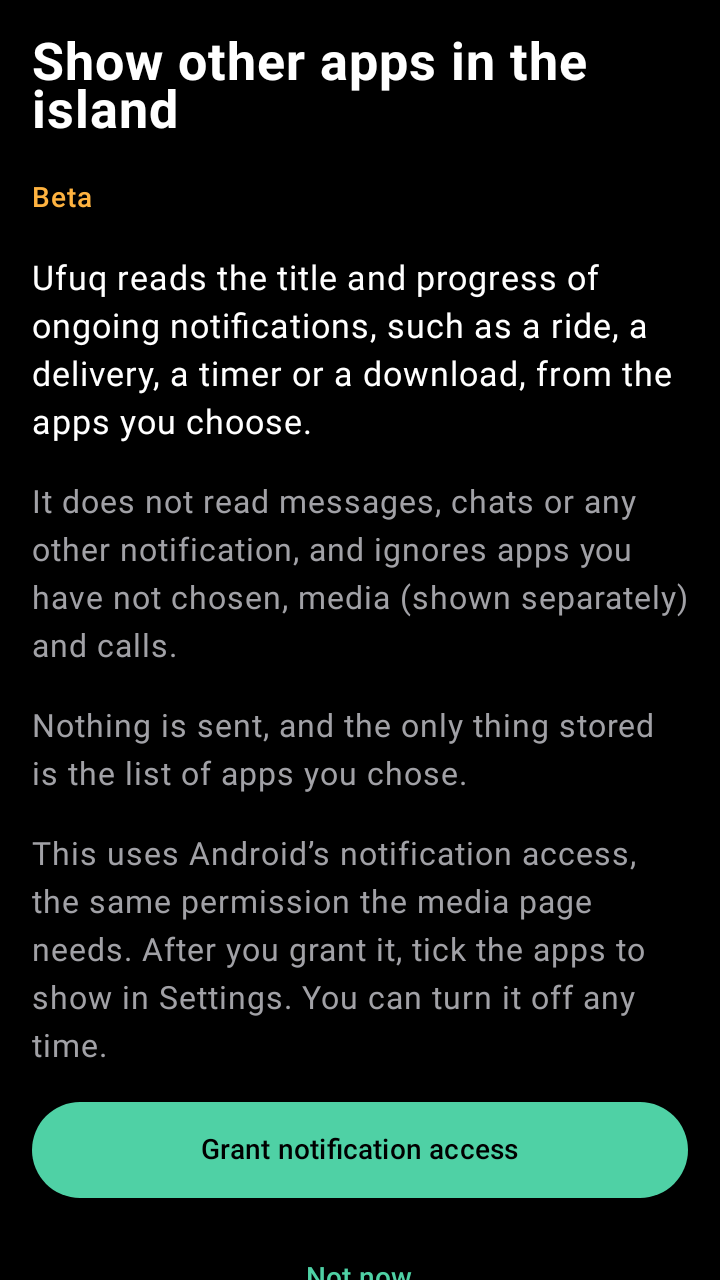 Show other apps in the
island
Beta
Ufuq reads the title and progress of
ongoing notifications, such as a ride, a
delivery, a timer or a download, from the
apps you choose.
It does not read messages, chats or any
other notification, and ignores apps you
have not chosen, media (shown separately)
and calls.
Nothing is sent, and the only thing stored
is the list of apps you chose.
This uses Android’s notification access,
the same permission the media page
needs. After you grant it, tick the apps to
show in Settings. You can turn it off any
time.
Grant notification access
Not now